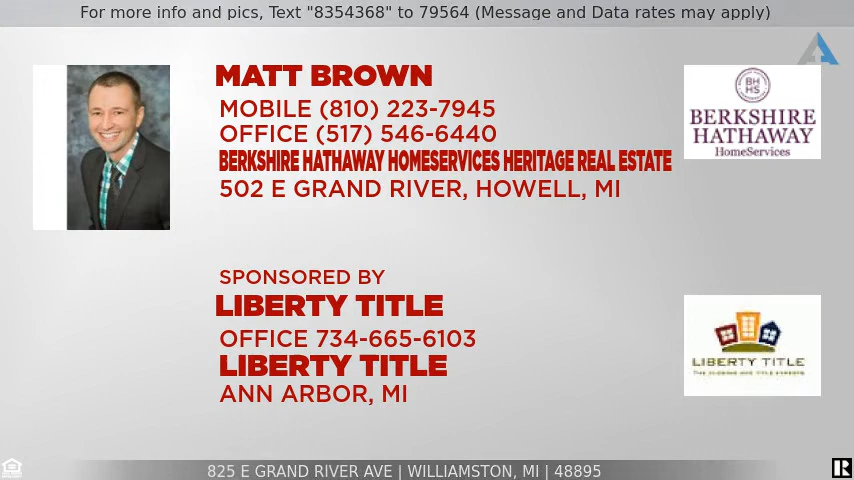 For more info and pics, Text "8354368" to 79564 (Message and Data rates may apply)
MATT BROWN
MOBILE (810) 223-7945
OFFICE (517) 546-6440
BERKSHIRE HATHAWAY HOMESERVICES HERITAGE REAL ESTATE
502 E GRAND RIVER, HOWELL, MI
BH
HS
BERKSHIRE
HATHAWAY
HomeServices
SPONSORED BY
LIBERTY TITLE
OFFICE 734-665-6103
LIBERTY TITLE
ANN ARBOR, MI
LIBERTY TITLE
825 E GRAND RIVER AVE | WILLIAMSTON, MI | 48895